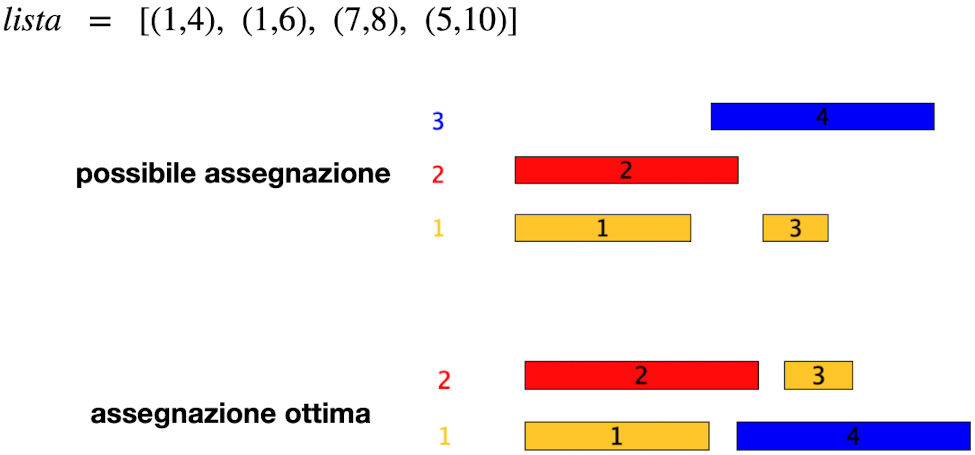 lista = [(1,4), (1,6), (7,8), (5,10)]
3 4
possibile assegnazione 2 2
1 1 3
2 2 3
assegnazione ottima
1 1 4